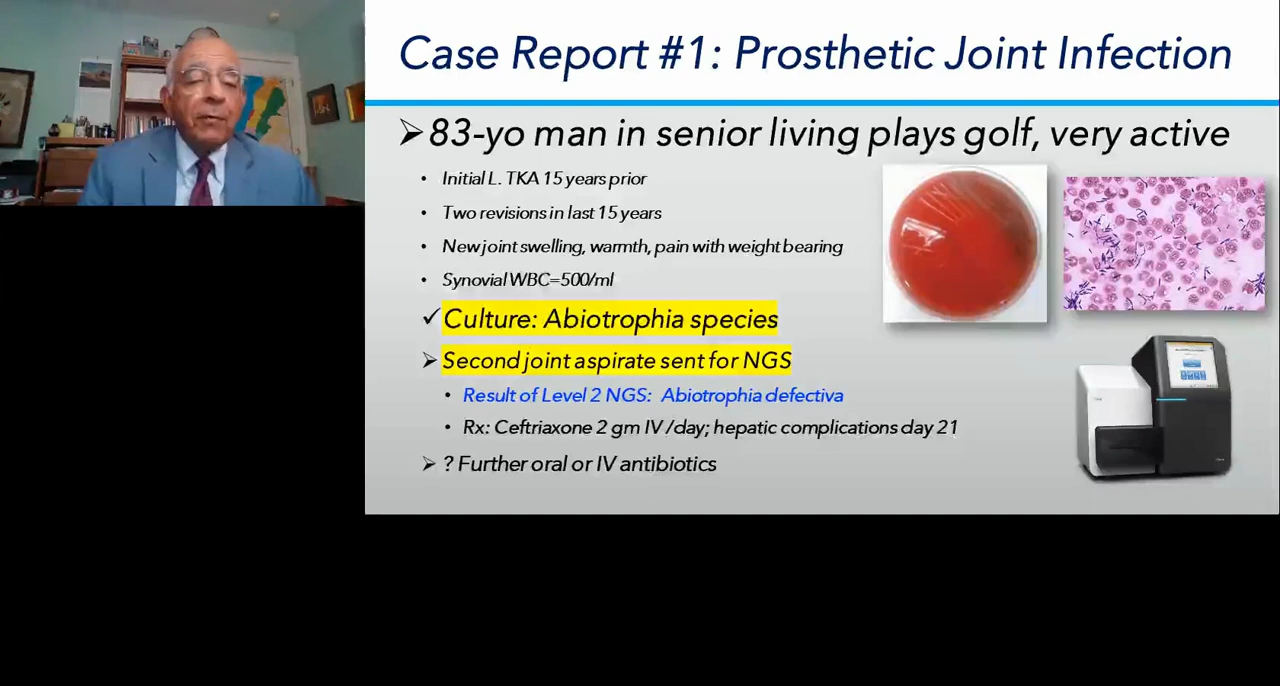 Case Report #1: Prosthetic Joint Infection
➢83-yo man in senior living plays golf, very active
• Initial L. TKA 15 years prior
• Two revisions in last 15 years
• New joint swelling, warmth, pain with weight bearing
• Synovial WBC=500/ml
✓Culture: Abiotrophia species
➢ Second joint aspirate sent for NGS
• Result of Level 2 NGS: Abiotrophia defectiva
• Rx: Ceftriaxone 2 gm IV /day; hepatic complications day 21
➢ ? Further oral or IV antibiotics